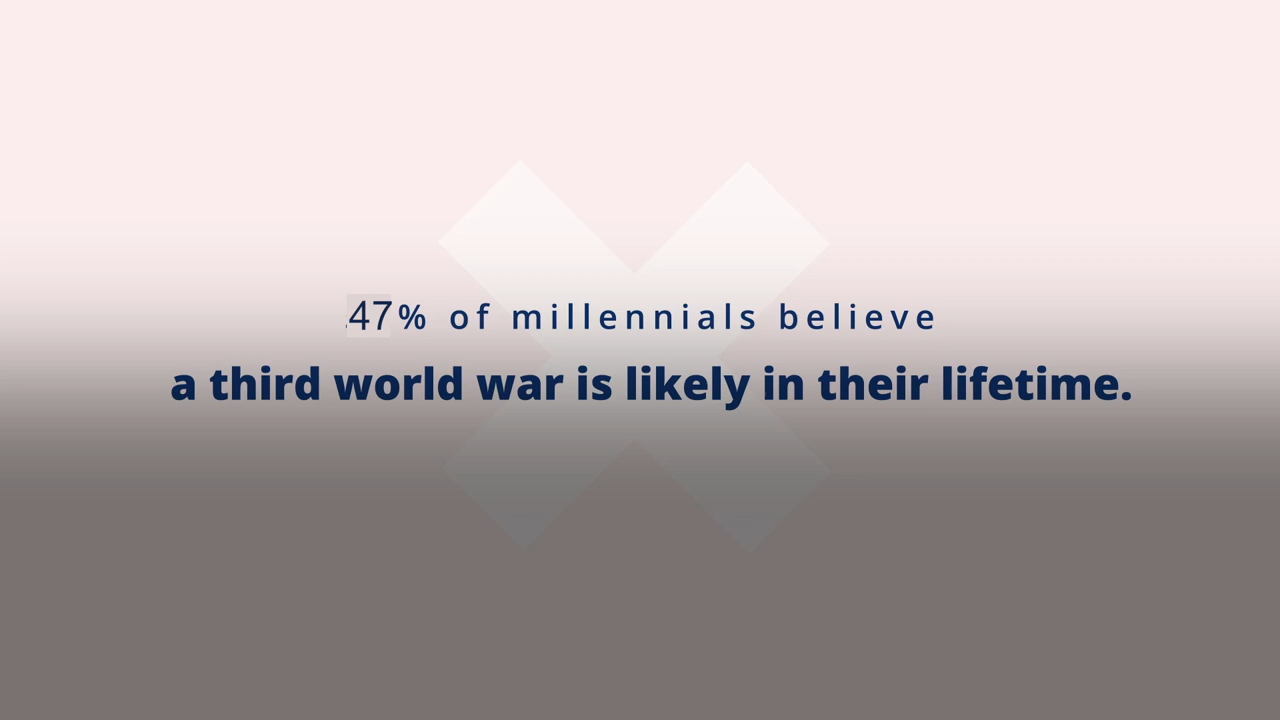 47% of millennials believe
a third world war is likely in their lifetime.